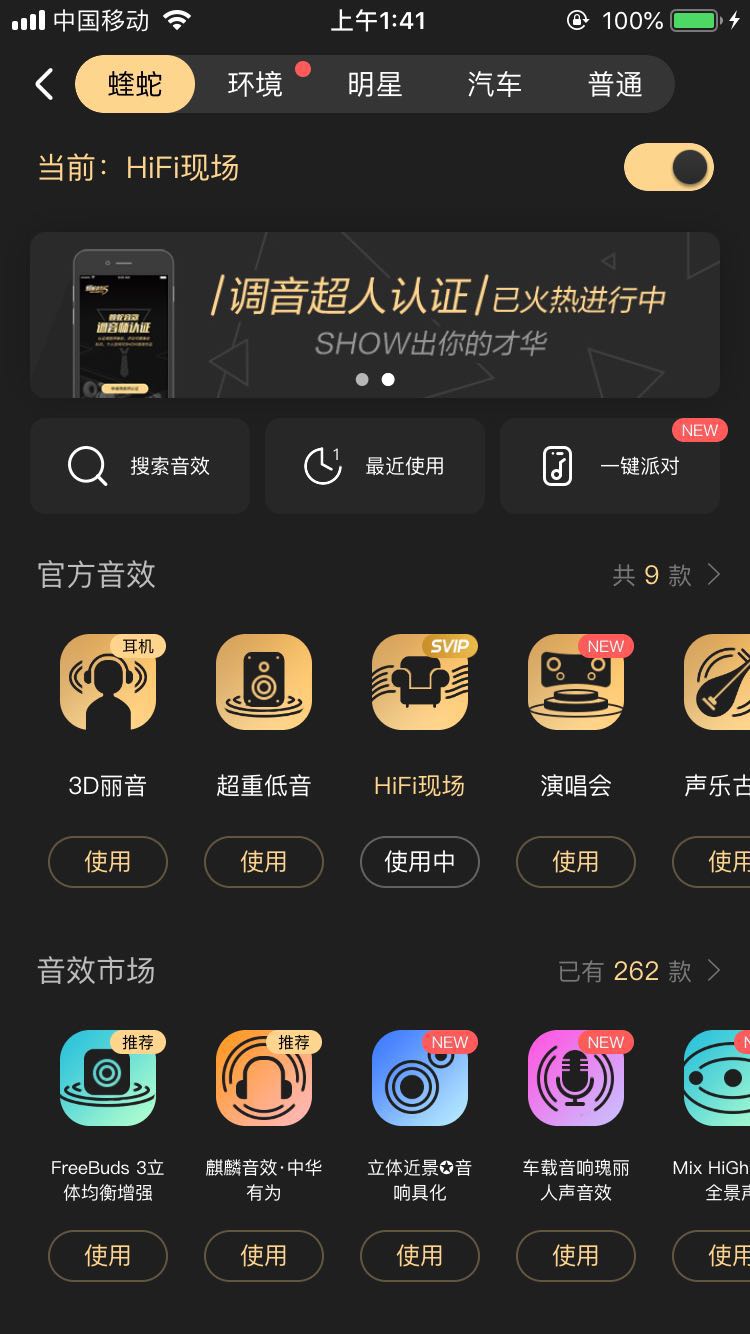 中国移动 上午1:41 100%
蝰蛇 环境 明星 汽车 普通
当前：HiFi现场
调音超人认证 已火热进行中
SHOW出你的才华
调音师认证
NEW
搜索音效 最近使用 一键派对
官方音效 共 9 款
耳机 SVIP NEW
3D丽音 超重低音 HiFi现场 演唱会 声乐古
使用 使用 使用中 使用 使用
音效市场 已有 262 款
推荐 推荐 NEW NEW
FreeBuds 3立 麒麟音效·中华 立体近景✪音 车载音响瑰丽 Mix HiGh
体均衡增强 有为 响具化 人声音效 全景声
使用 使用 使用 使用 使用